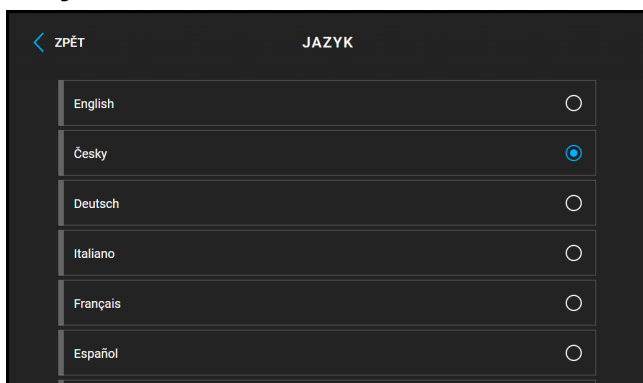 ZPĚT JAZYK
English
Česky
Deutsch
Italiano
Français
Español